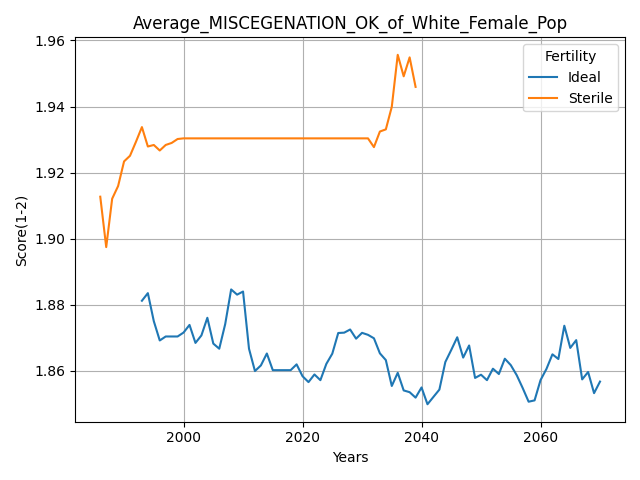 Average_MISCEGENATION_OK_of_White_Female_Pop
1.96
1.94
1.92
1.90
1.88
1.86
Score(1-2)
Fertility
Ideal
Sterile
2000
2020
2040
2060
Years